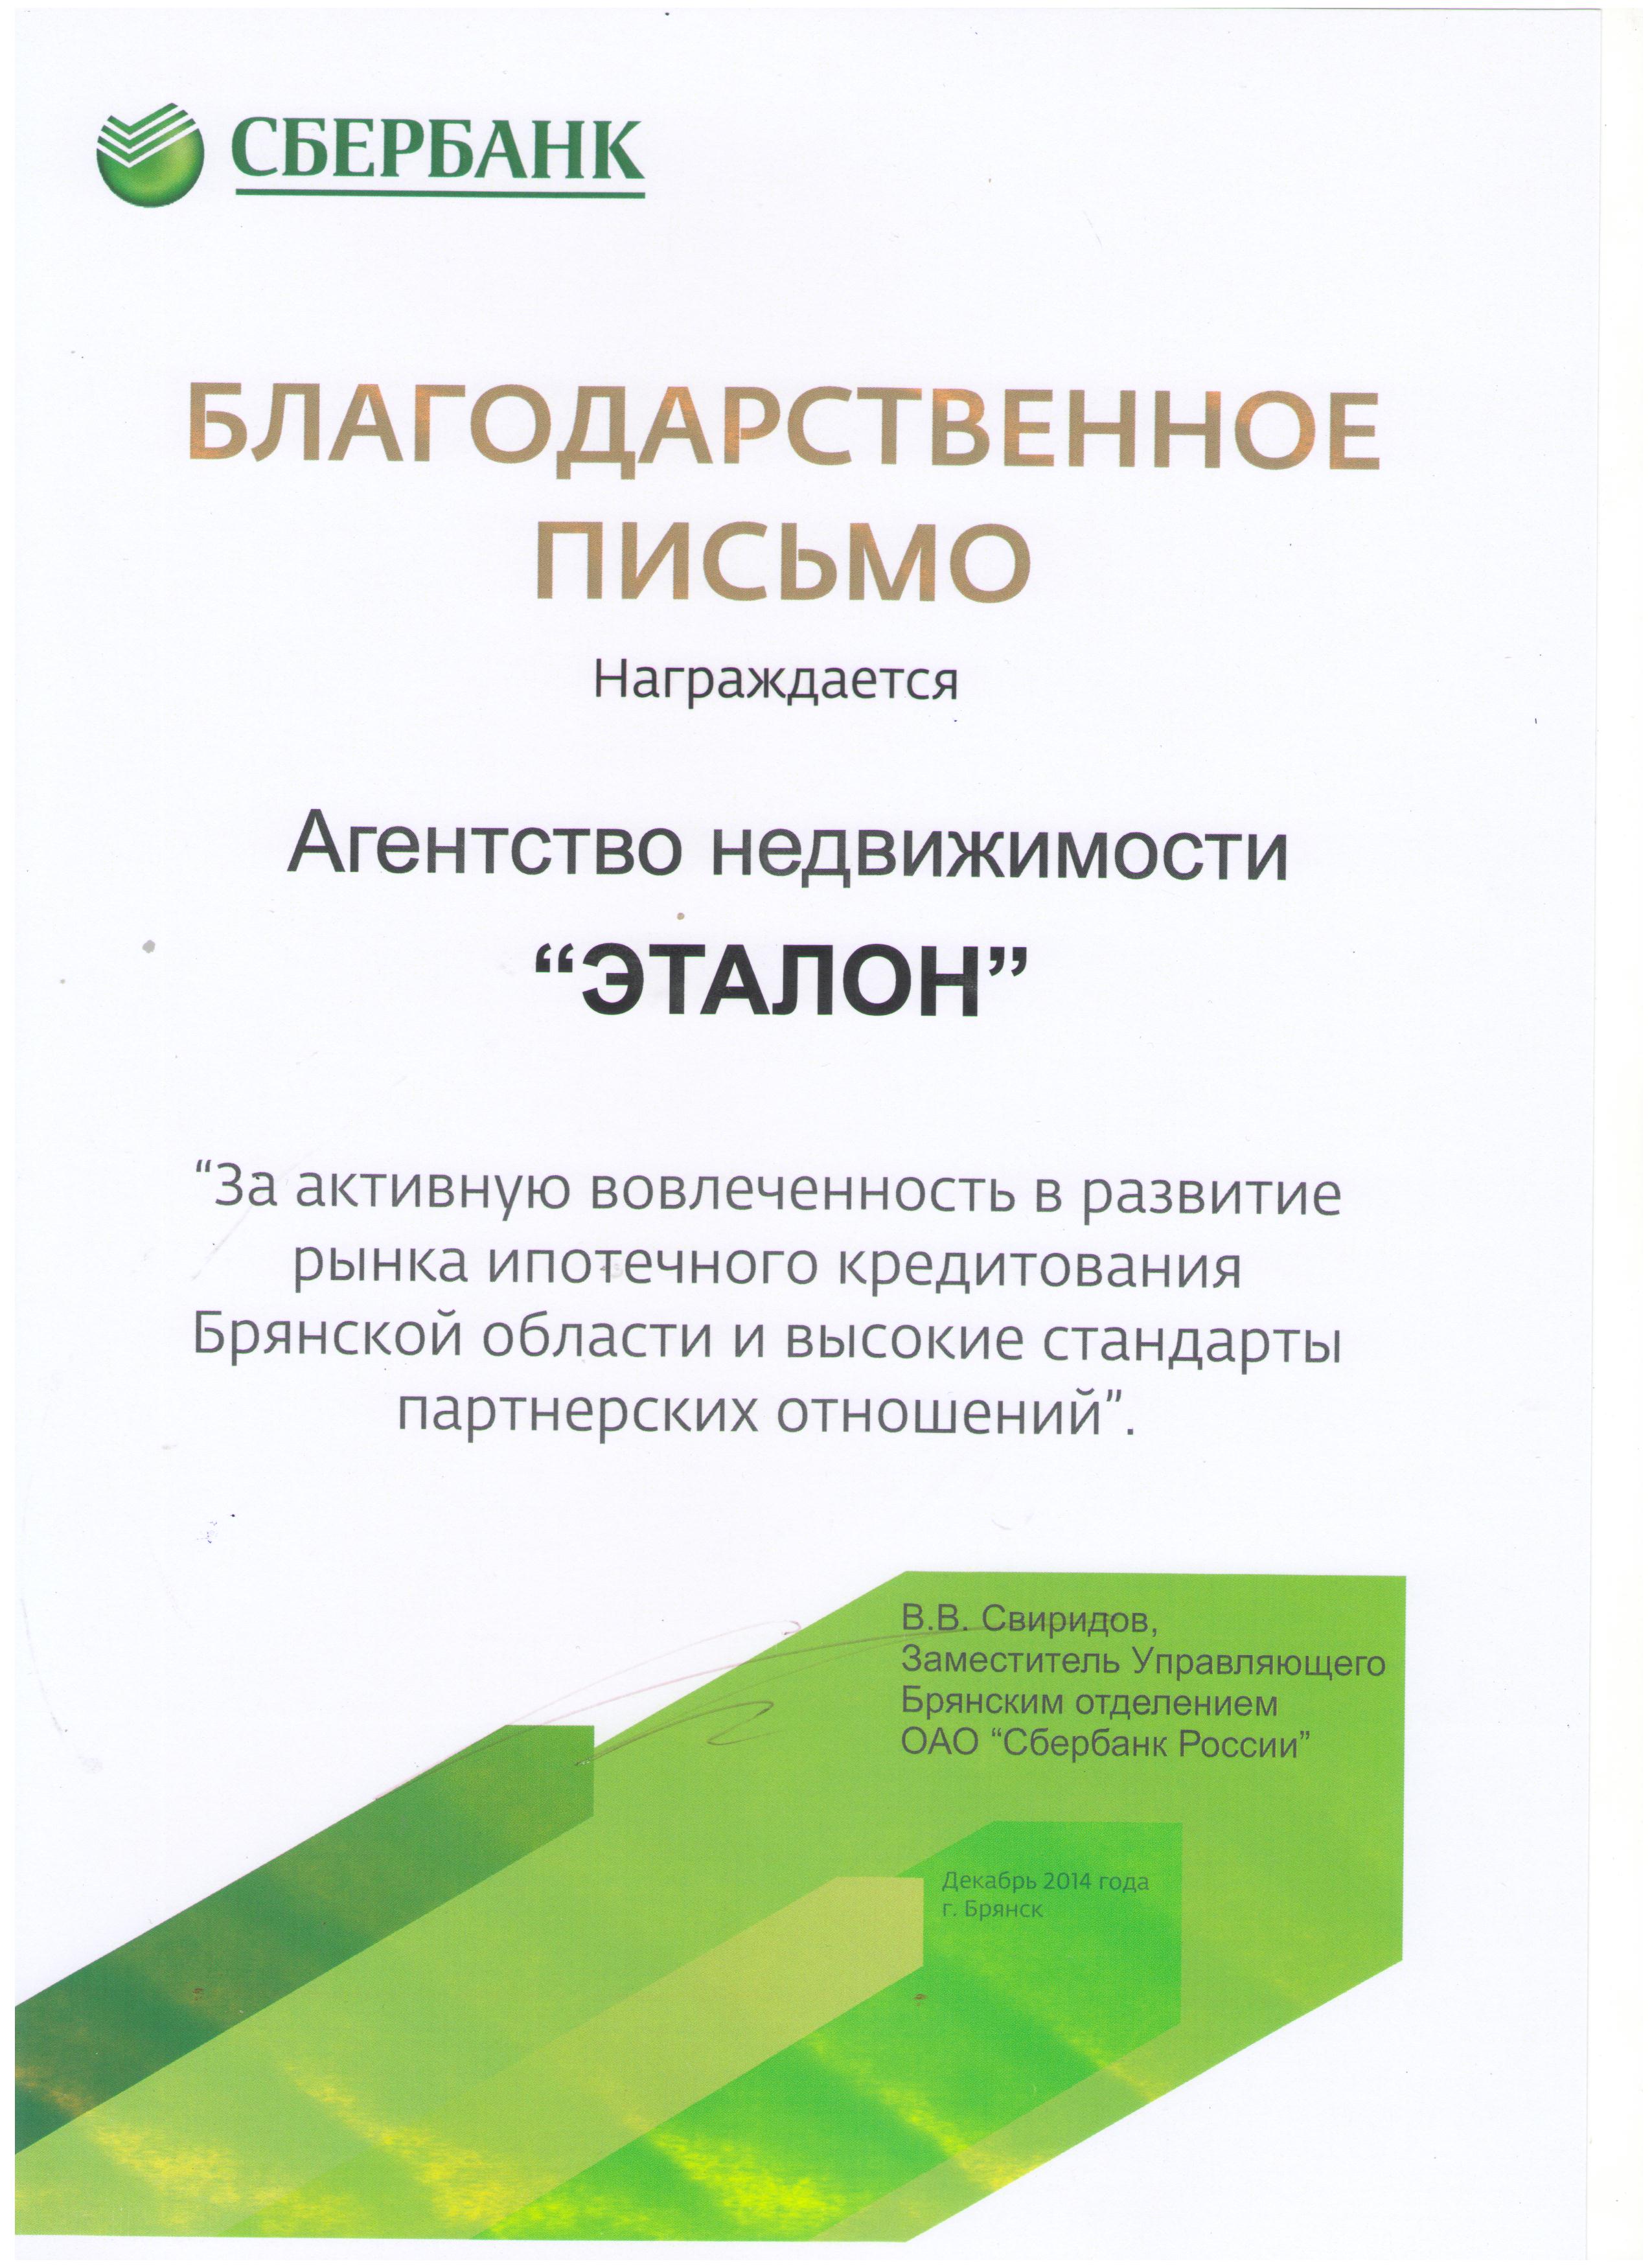 СБЕРБАНК
БЛАГОДАРСТВЕННОЕ
ПИСЬМО
Награждается
Агентство недвижимости
“ЭТАЛОН”
“За активную вовлеченность в развитие
рынка ипотечного кредитования
Брянской области и высокие стандарты
партнерских отношений”.
В.В. Свиридов,
Заместитель Управляющего
Брянским отделением
ОАО “Сбербанк России”
Декабрь 2014 года
г. Брянск